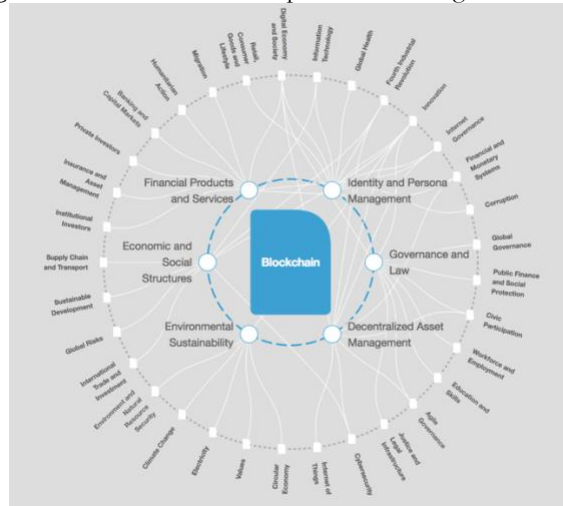 Blockchain
Financial Products
and Services
Identity and Persona
Management
Economic and
Social
Structures
Governance and
Law
Environmental
Sustainability
Decentralized Asset
Management
Digital Economy
and Society
Information
Technology
Global Health
Fourth Industrial
Revolution
Innovation
Internet
Governance
Financial and
Monetary
Systems
Corruption
Global
Governance
Public Finance
and Social
Protection
Civic
Participation
Workforce and
Employment
Education and
Skills
Agile
Governance
Justice and
Legal
Infrastructure
Cybersecurity
Internet of
Things
Circular
Economy
Values
Electricity
Climate Change
Environment and
Natural
Resource
Security
International
Trade and
Investment
Global Risks
Sustainable
Development
Supply Chain
and Transport
Institutional
Investors
Insurance and
Asset
Management
Private Investors
Banking and
Capital Markets
Humanitarian
Action
Migration
Retail,
Consumer
Goods and
Lifestyle